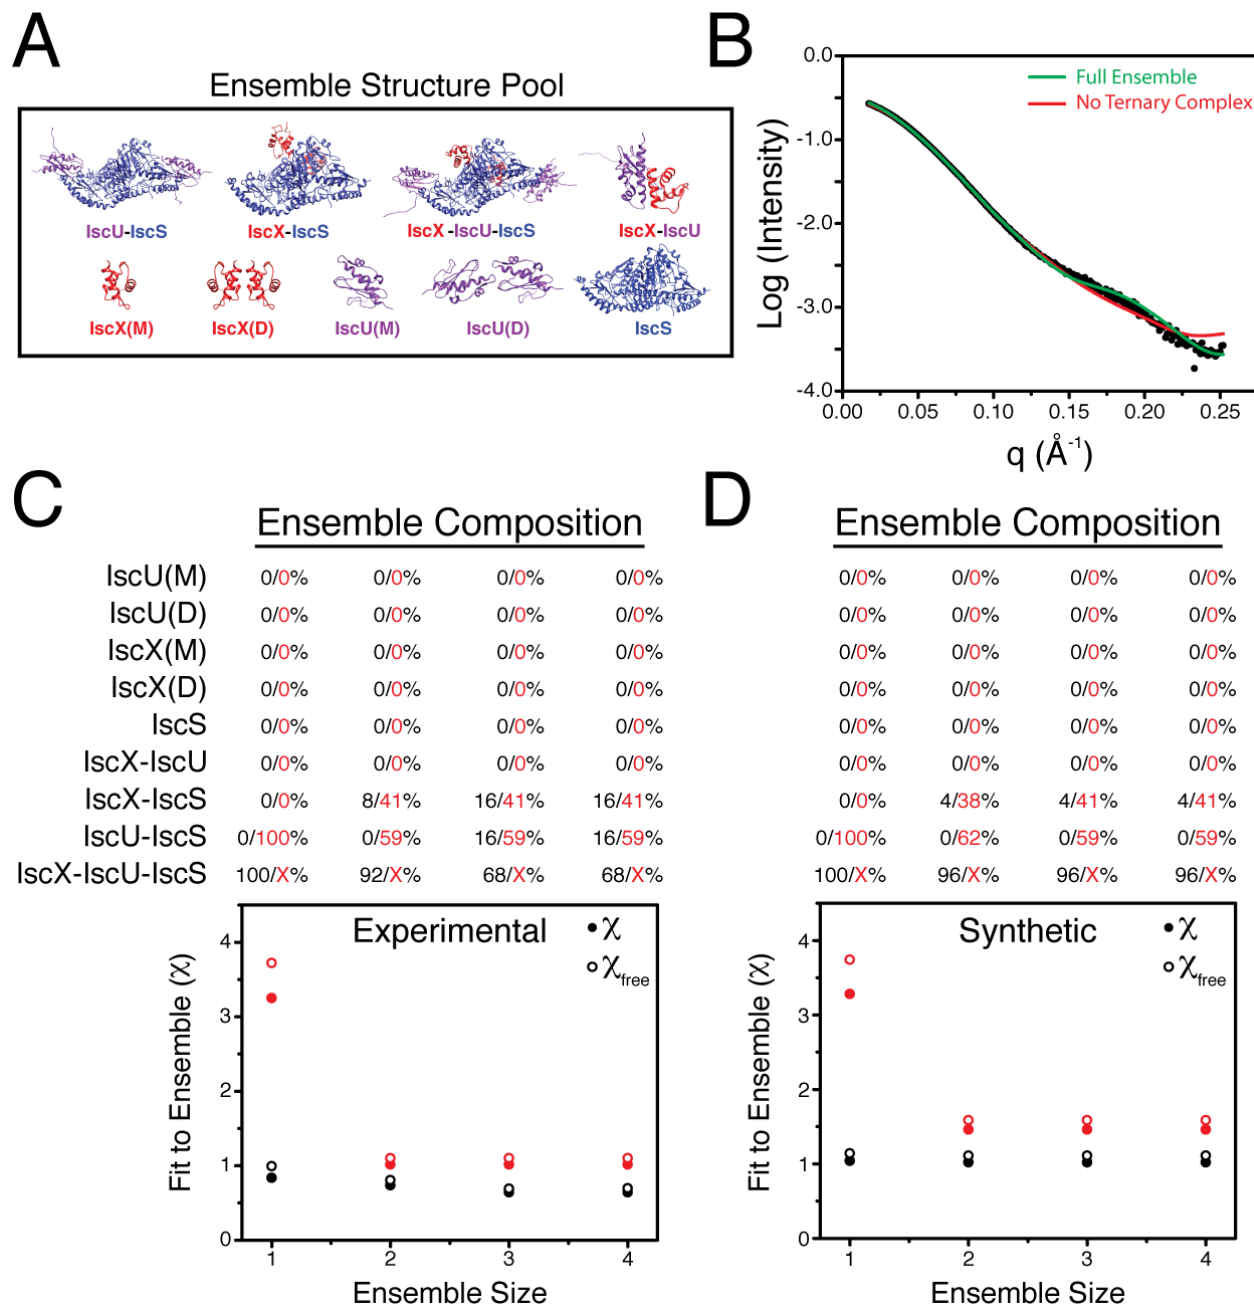 A
Ensemble Structure Pool
IscU-IscS
IscX-IscS
IscX-IscU-IscS
IscX-IscU
IscX(M)
IscX(D)
IscU(M)
IscU(D)
IscS
B
Log (Intensity)
0.0
-1.0
-2.0
-3.0
-4.0
Full Ensemble
No Ternary Complex
0.00 0.05 0.10 0.15 0.20 0.25
q (Å-1)
C
Ensemble Composition
IscU(M) 0/0% 0/0% 0/0% 0/0%
IscU(D) 0/0% 0/0% 0/0% 0/0%
IscX(M) 0/0% 0/0% 0/0% 0/0%
IscX(D) 0/0% 0/0% 0/0% 0/0%
IscS 0/0% 0/0% 0/0% 0/0%
IscX-IscU 0/0% 0/0% 0/0% 0/0%
IscX-IscS 0/0% 8/41% 16/41% 16/41%
IscU-IscS 0/100% 0/59% 16/59% 16/59%
IscX-IscU-IscS 100/X% 92/X% 68/X% 68/X%
Experimental
χ
χfree
Fit to Ensemble (χ)
4
3
2
1
0
1 2 3 4
Ensemble Size
D
Ensemble Composition
0/0% 0/0% 0/0% 0/0%
0/0% 0/0% 0/0% 0/0%
0/0% 0/0% 0/0% 0/0%
0/0% 0/0% 0/0% 0/0%
0/0% 0/0% 0/0% 0/0%
0/0% 0/0% 0/0% 0/0%
0/0% 4/38% 4/41% 4/41%
0/100% 0/62% 0/59% 0/59%
100/X% 96/X% 96/X% 96/X%
Synthetic
χ
χfree
Fit to Ensemble (χ)
4
3
2
1
0
1 2 3 4
Ensemble Size